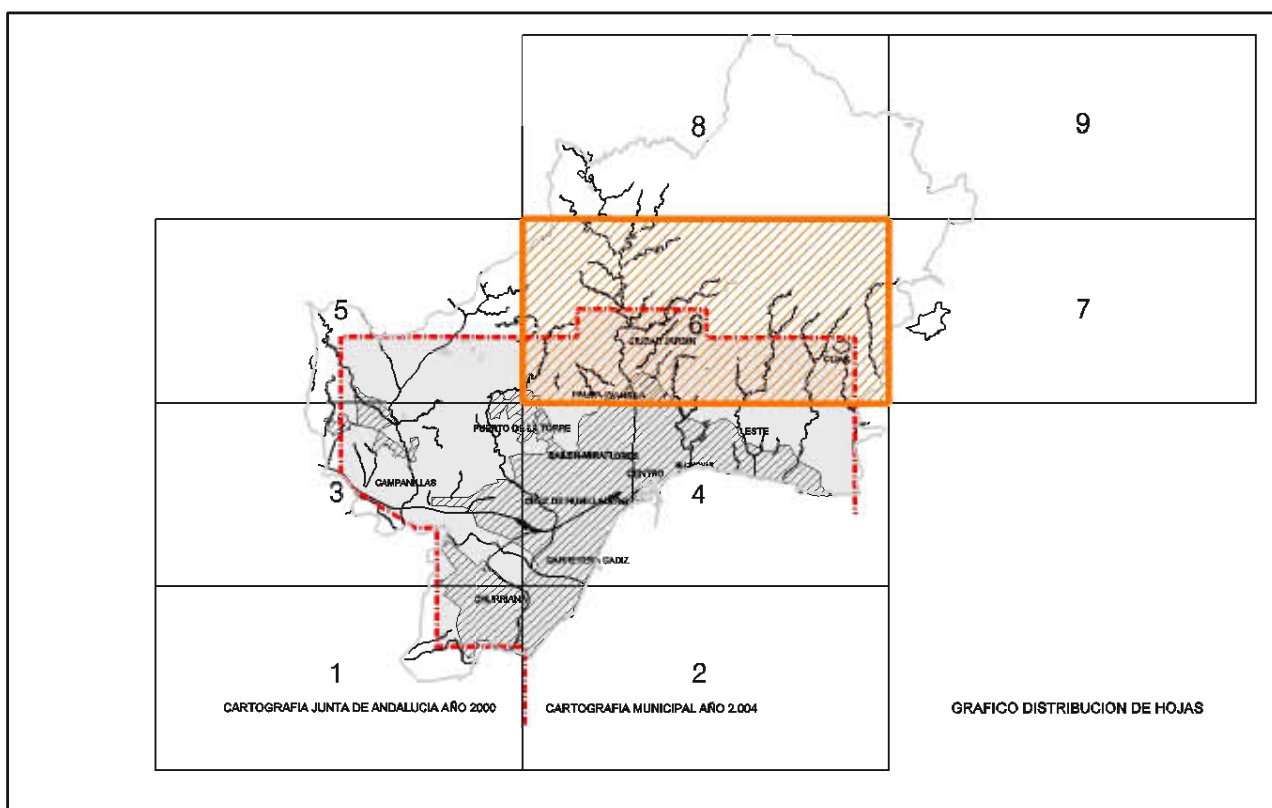 8
9
5
6
7
CIUDAD JARDIN
PALMA-PALMILLA
PUERTO DE LA TORRE
ESTE
BAILEN-MIRAFLORES
CENTRO
CAMPANILLAS
3
4
CRUZ DE HUMILLADERO
CARRETERA CADIZ
CHURRIANA
1
2
CARTOGRAFIA JUNTA DE ANDALUCIA AÑO 2000
CARTOGRAFIA MUNICIPAL AÑO 2.004
GRAFICO DISTRIBUCION DE HOJAS